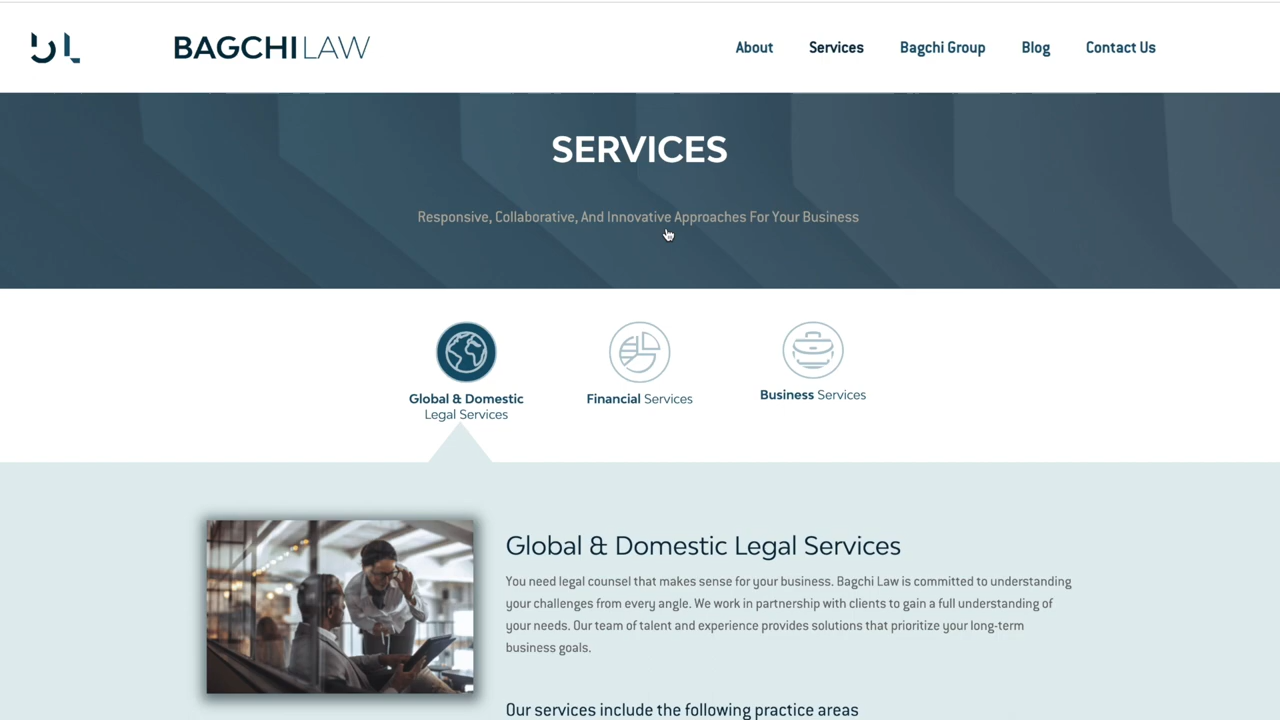 BAGCHI LAW
About
Services
Bagchi Group
Blog
Contact Us
SERVICES
Responsive, Collaborative, And Innovative Approaches For Your Business
Global & Domestic
Legal Services
Financial Services
Business Services
Global & Domestic Legal Services
You need legal counsel that makes sense for your business. Bagchi Law is committed to understanding
your challenges from every angle. We work in partnership with clients to gain a full understanding of
your needs. Our team of talent and experience provides solutions that prioritize your long-term
business goals.
Our services include the following practice areas